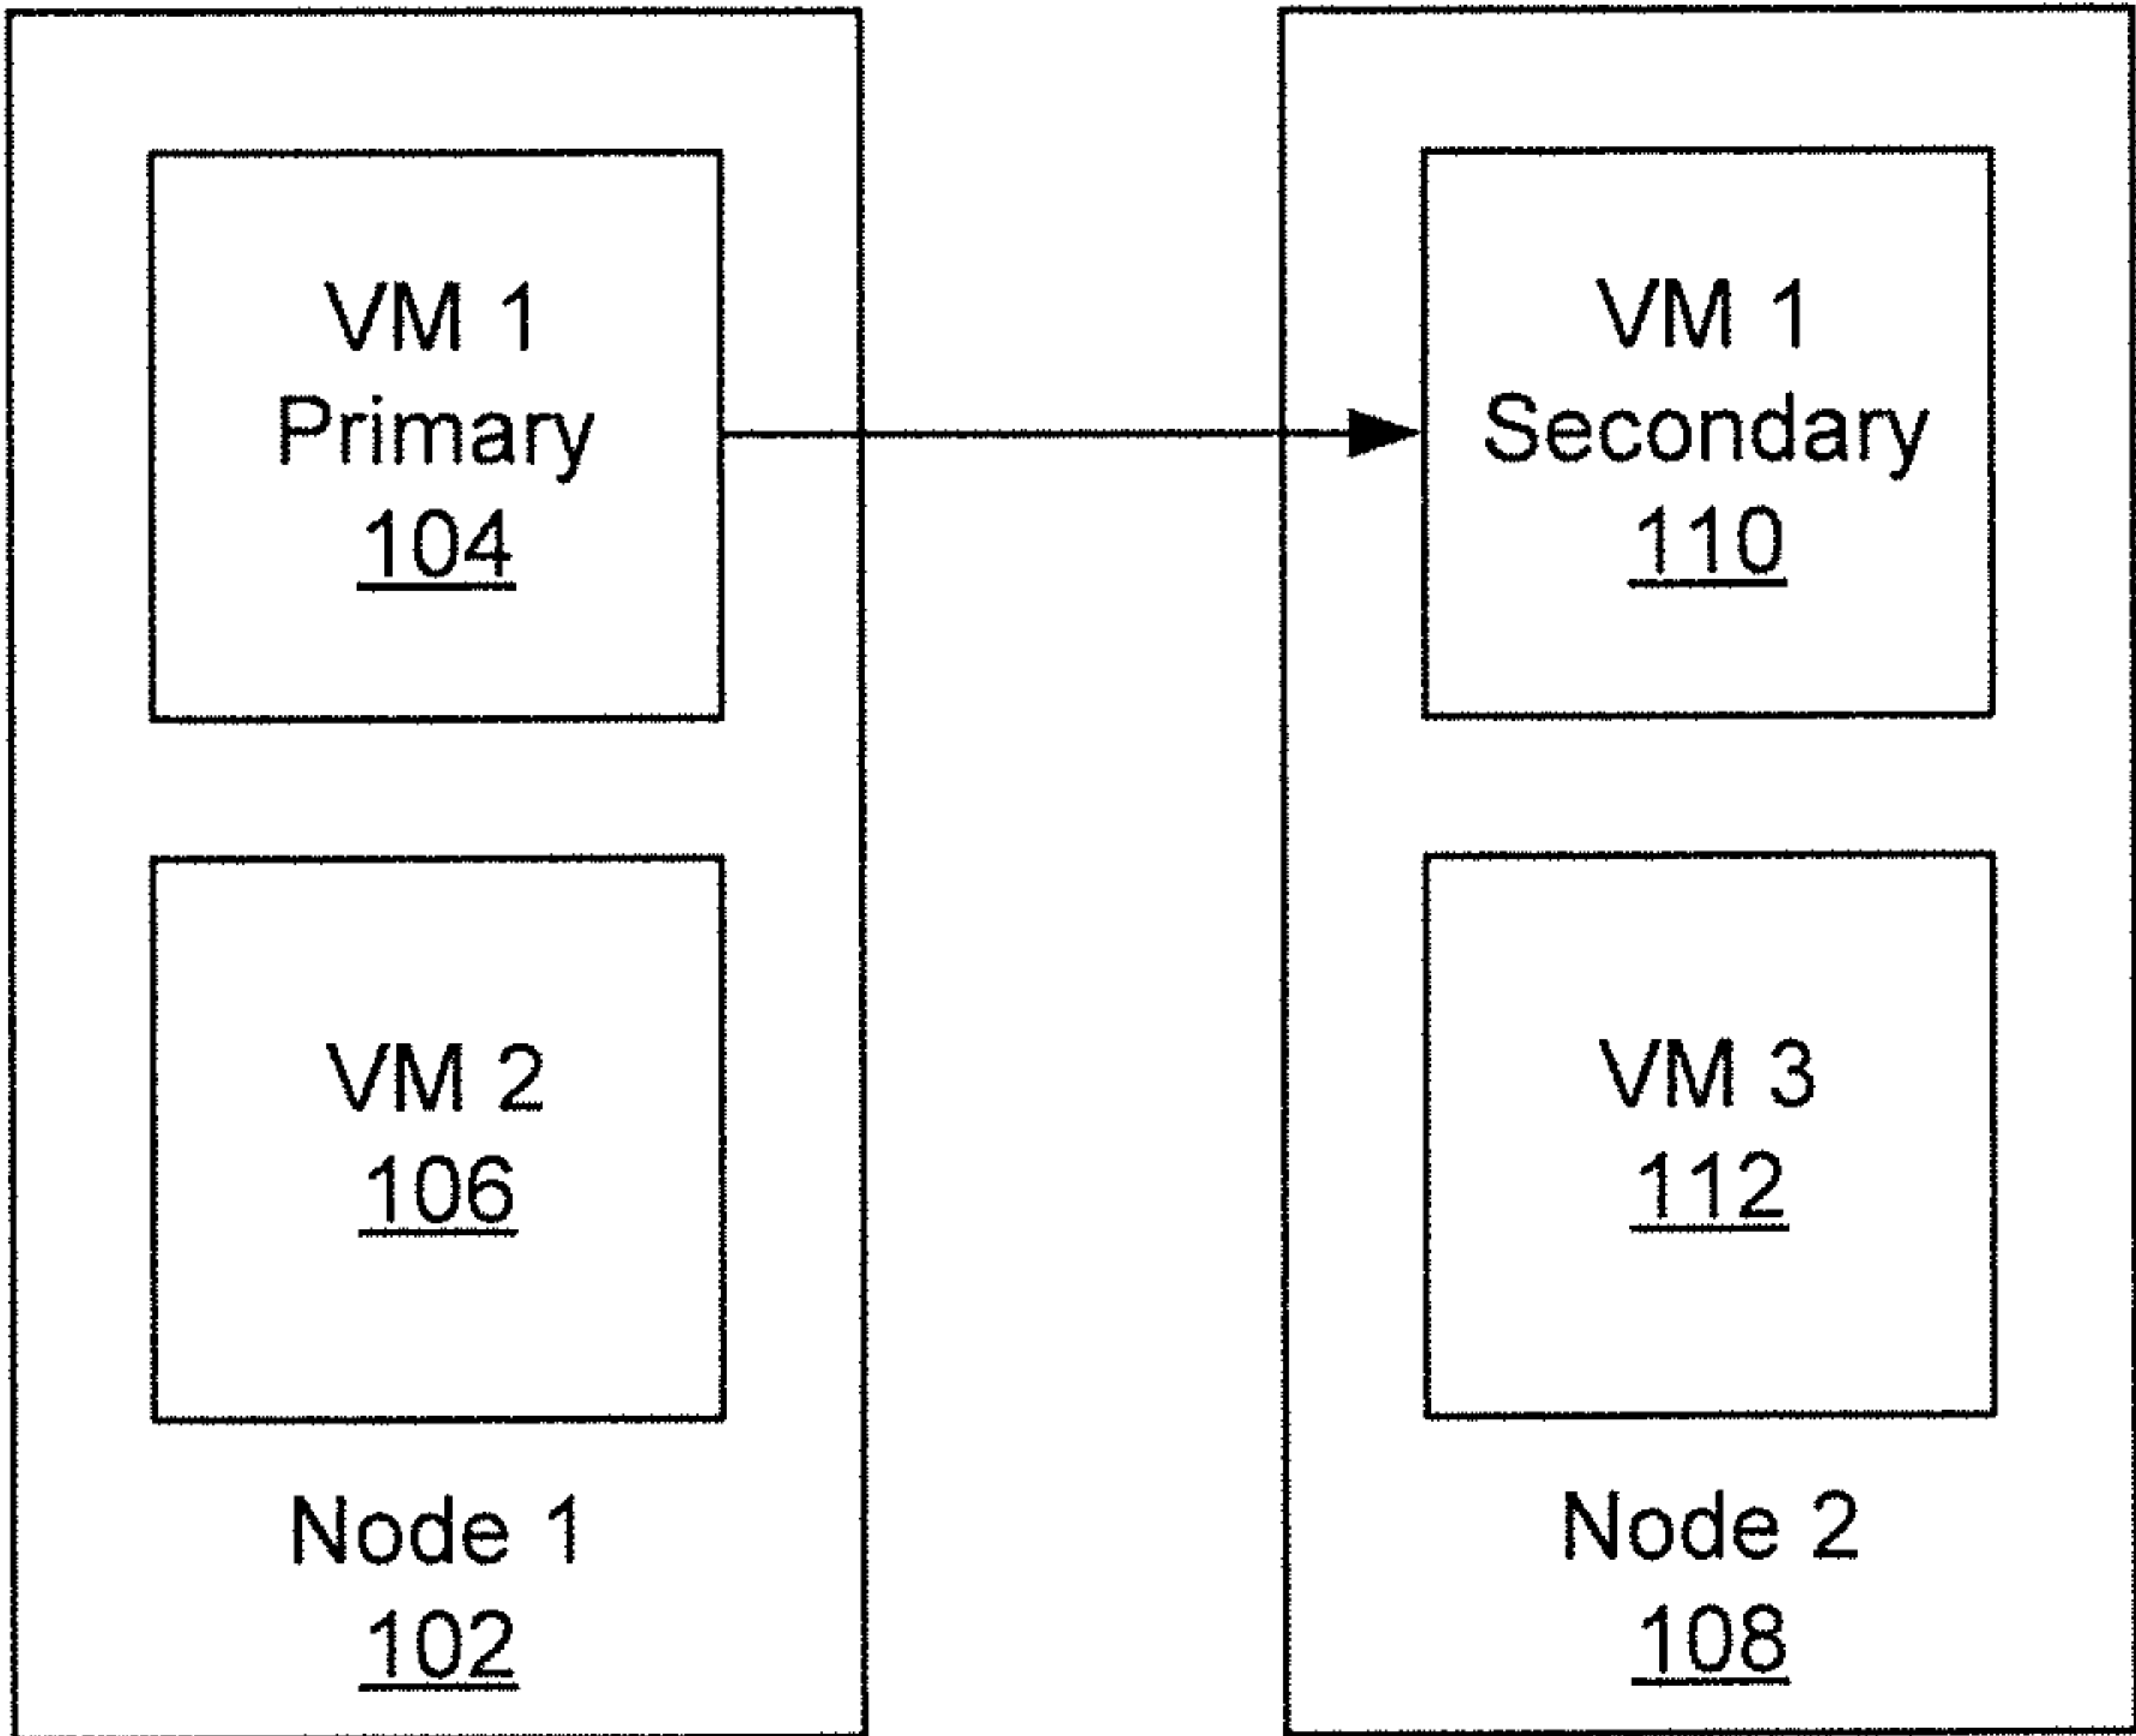 VM 1
Primary
104
VM 2
106
Node 1
102
VM 1
Secondary
110
VM 3
112
Node 2
108